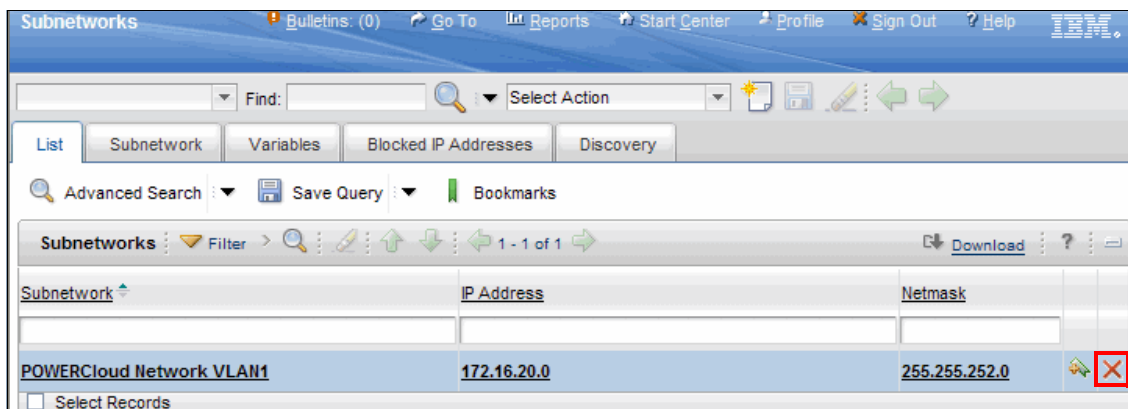 Subnetworks Bulletins: (0) Go To Reports Start Center Profile Sign Out ? Help IBM.
Find: Select Action
List Subnetwork Variables Blocked IP Addresses Discovery
Advanced Search Save Query Bookmarks
Subnetworks Filter > 1 - 1 of 1 Download ?
Subnetwork IP Address Netmask
POWERCloud Network VLAN1 172.16.20.0 255.255.252.0
Select Records